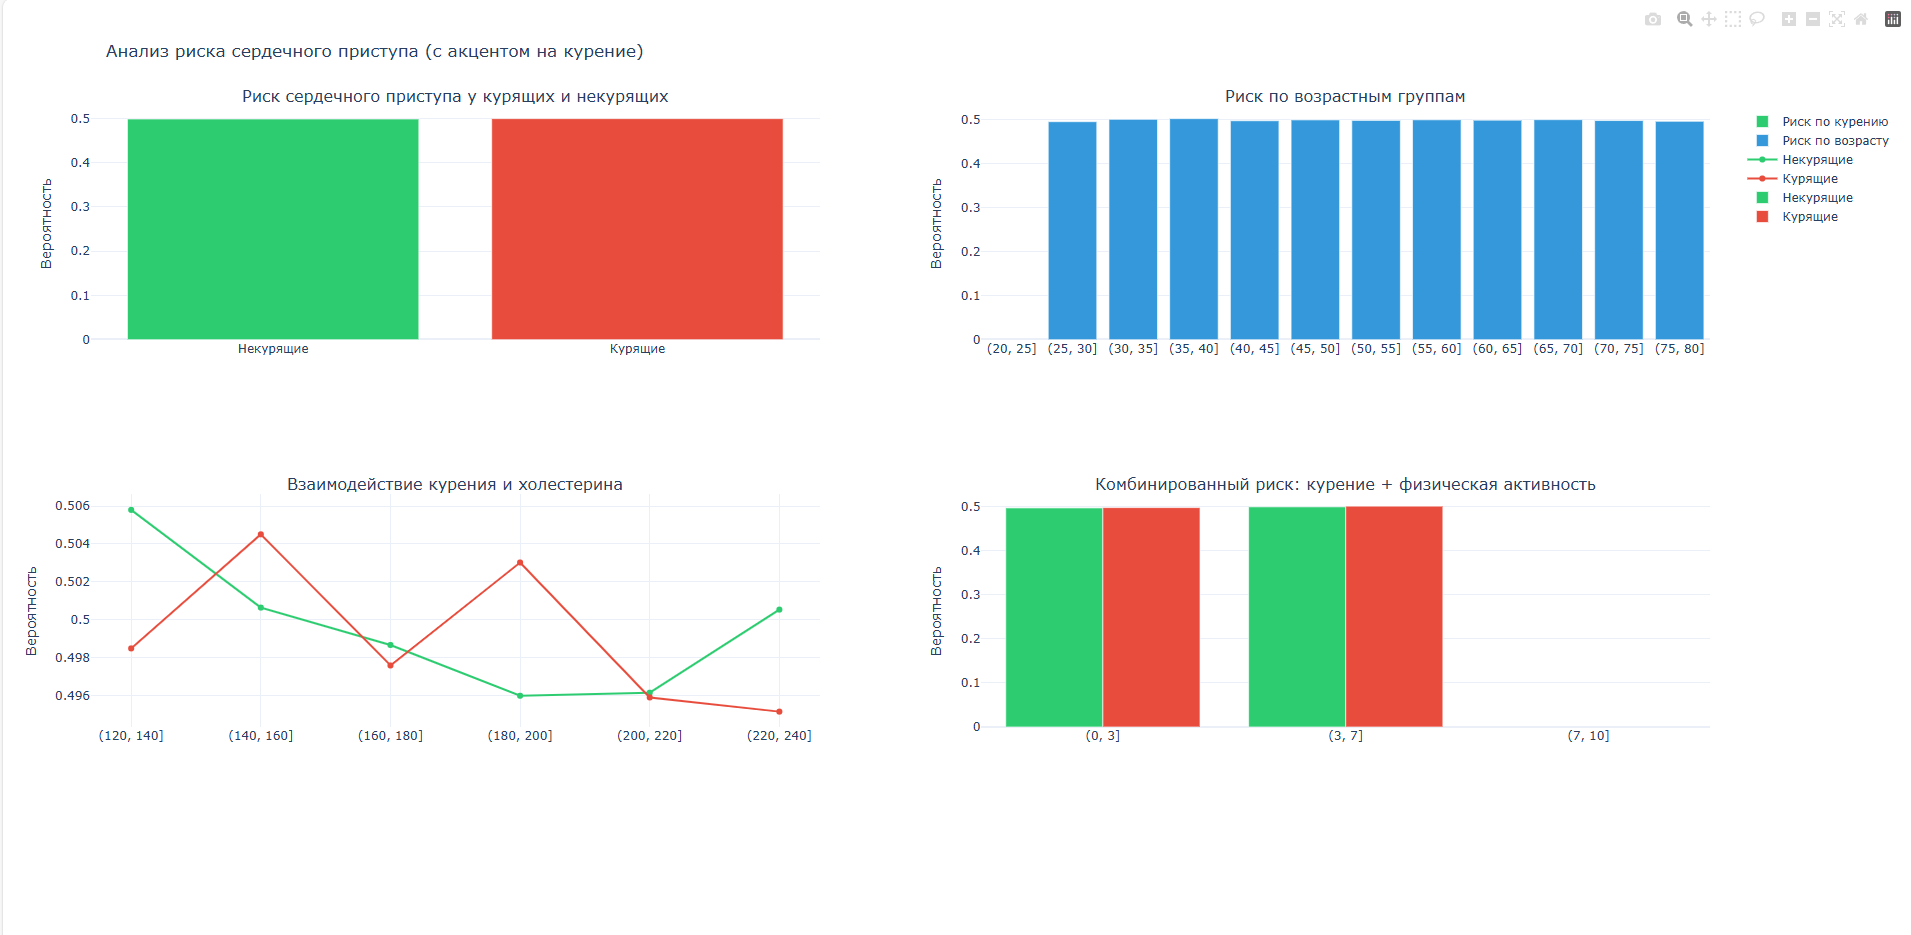 Анализ риска сердечного приступа (с акцентом на курение)
Риск сердечного приступа у курящих и некурящих
Вероятность
0.5
0.4
0.3
0.2
0.1
0
Некурящие
Курящие
Риск по возрастным группам
Вероятность
0.5
0.4
0.3
0.2
0.1
0
(20, 25]
(25, 30]
(30, 35]
(35, 40]
(40, 45]
(45, 50]
(50, 55]
(55, 60]
(60, 65]
(65, 70]
(70, 75]
(75, 80]
Риск по курению
Риск по возрасту
Некурящие
Курящие
Некурящие
Курящие
Взаимодействие курения и холестерина
Вероятность
0.506
0.504
0.502
0.5
0.498
0.496
(120, 140]
(140, 160]
(160, 180]
(180, 200]
(200, 220]
(220, 240]
Комбинированный риск: курение + физическая активность
Вероятность
0.5
0.4
0.3
0.2
0.1
0
(0, 3]
(3, 7]
(7, 10]